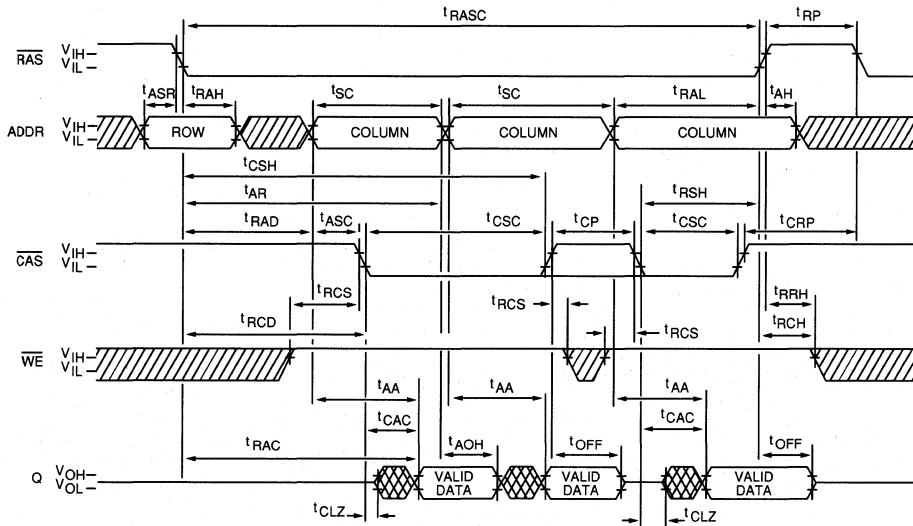 tRASC tRP
RAS VIH
VIL
tASR tRAH tSC tSC tRAL tAH
ADDR VIH
VIL
ROW COLUMN COLUMN COLUMN
tCSH
tAR tRSH
tRAD tASC tCSC tCP tCSC tCRP
CAS VIH
VIL
tRCS tRCS tRRH
tRCD tRCS tRCH
WE VIH
VIL
tAA tAA tAA
tCAC tCAC
tRAC tAOH tOFF tOFF
Q VOH
VOL
VALID DATA VALID DATA VALID DATA
tCLZ tCLZ